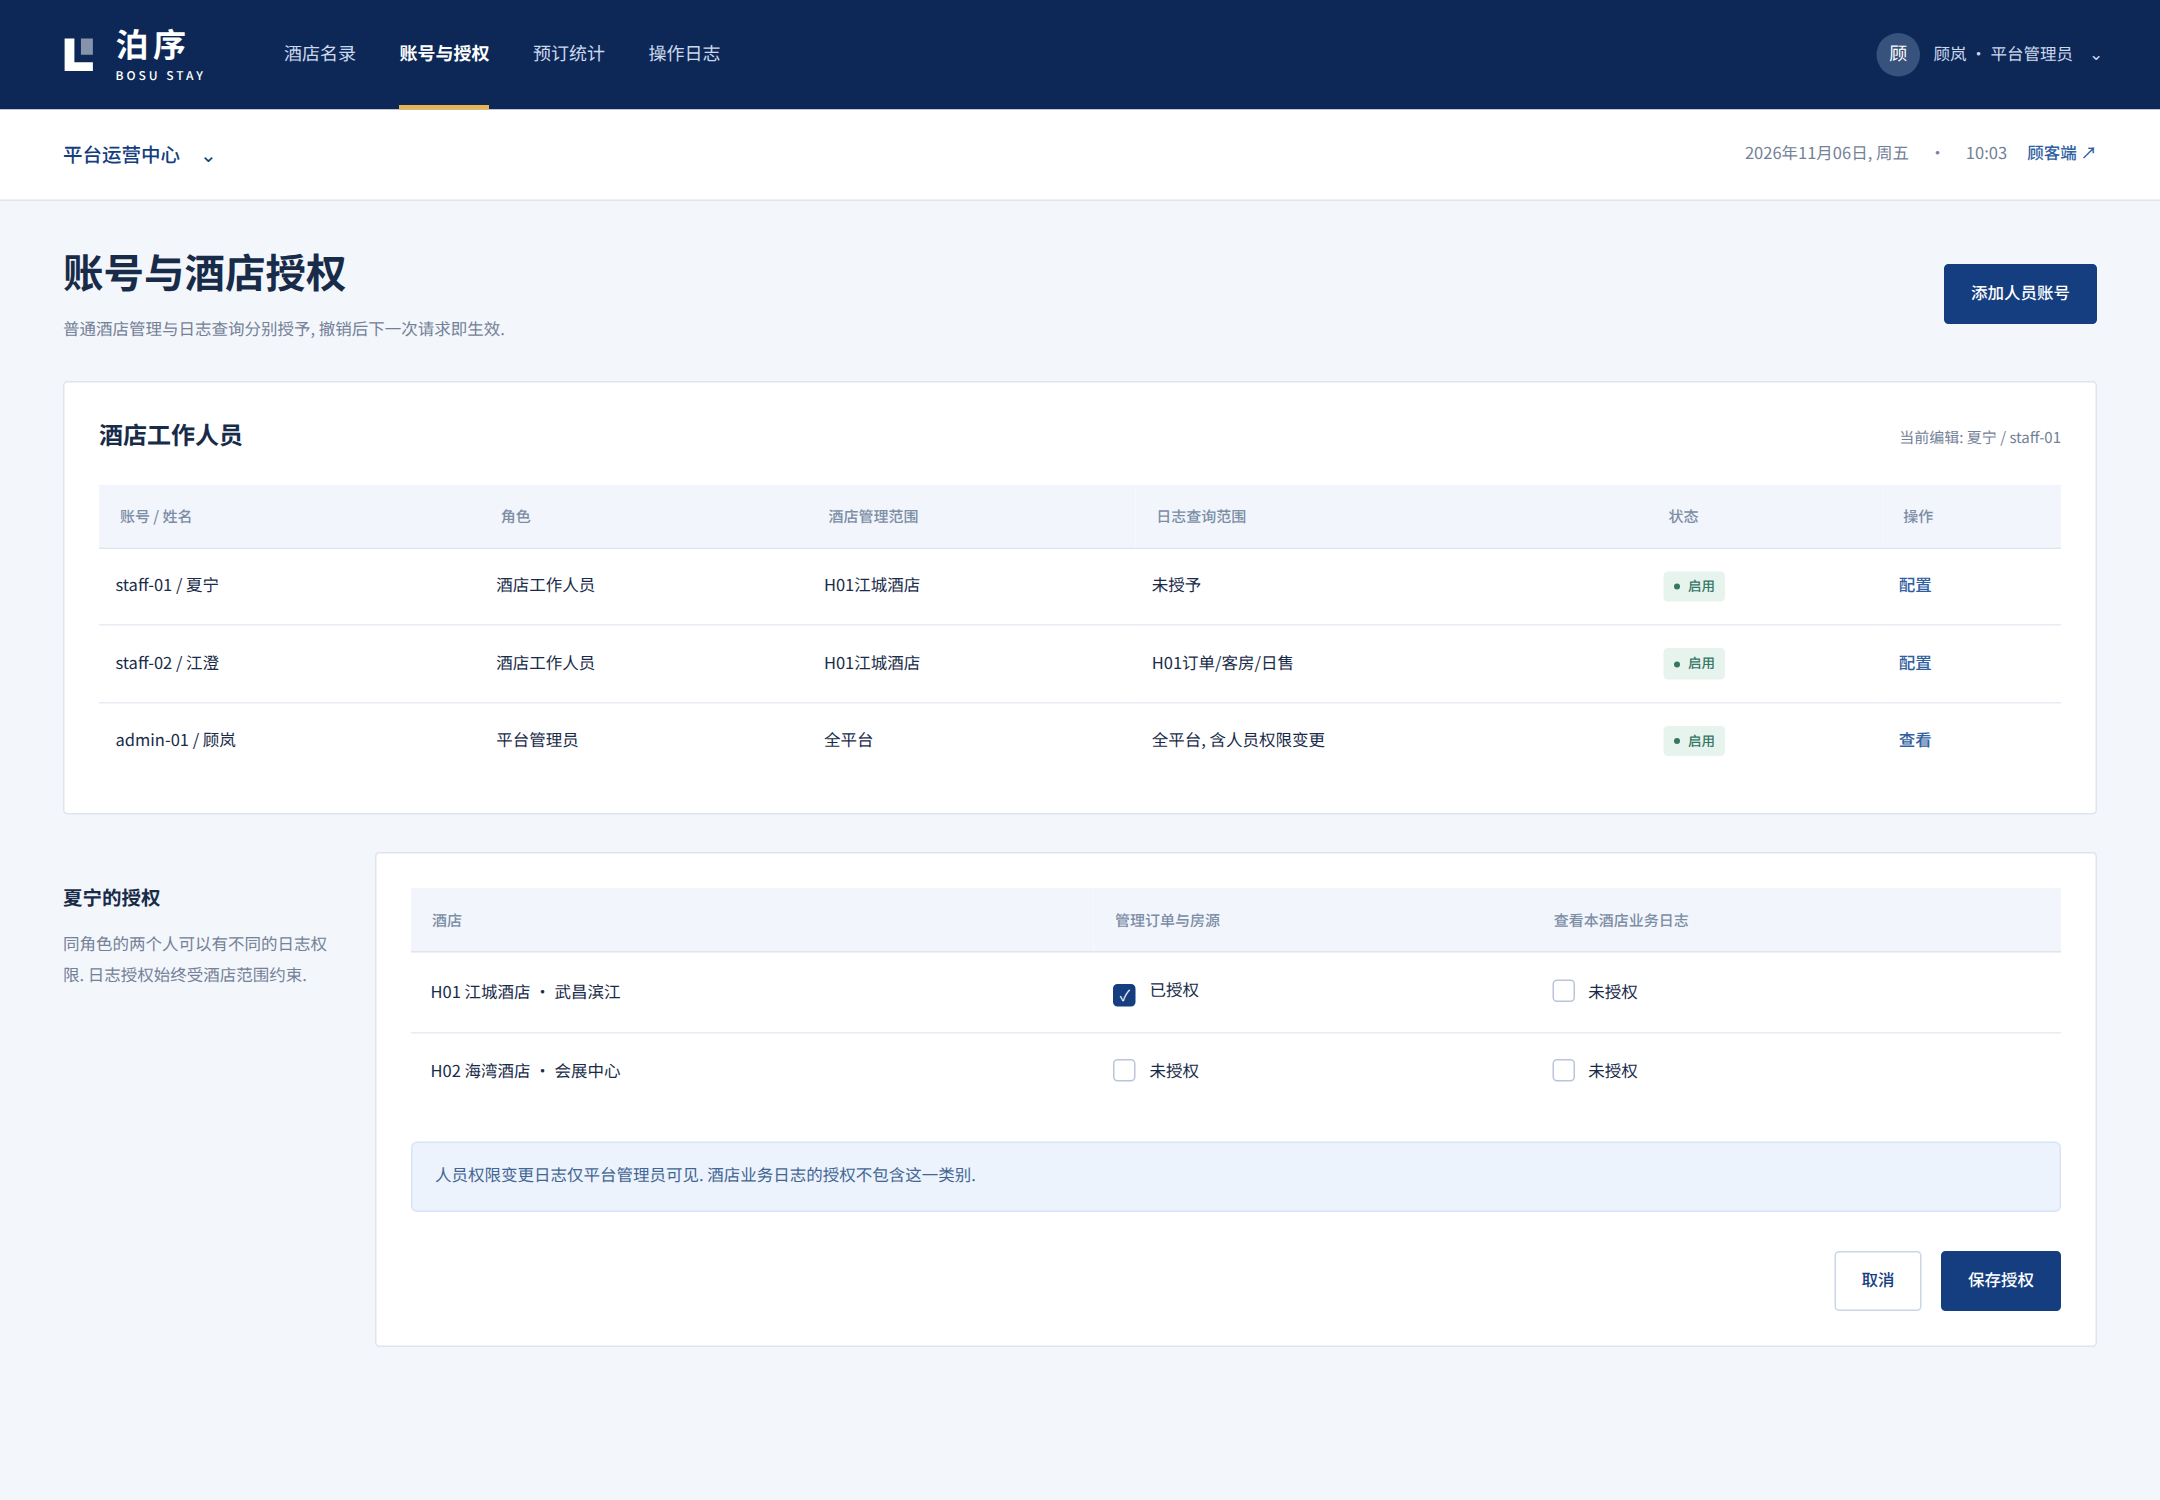 泊序
BOSU STAY
酒店名录 账号与授权 预订统计 操作日志
顾 顾岚 · 平台管理员
平台运营中心
2026年11月06日, 周五 · 10:03 顾客端 ↗
账号与酒店授权
普通酒店管理与日志查询分别授予, 撤销后下一次请求即生效.
添加人员账号
酒店工作人员
当前编辑: 夏宁 / staff-01
账号 / 姓名 角色 酒店管理范围 日志查询范围 状态 操作
staff-01 / 夏宁 酒店工作人员 H01江城酒店 未授予 启用 配置
staff-02 / 江澄 酒店工作人员 H01江城酒店 H01订单/客房/日售 启用 配置
admin-01 / 顾岚 平台管理员 全平台 全平台, 含人员权限变更 启用 查看
夏宁的授权
同角色的两个人可以有不同的日志权
限. 日志授权始终受酒店范围约束.
酒店 管理订单与房源 查看本酒店业务日志
H01 江城酒店 · 武昌滨江 ✓ 已授权 未授权
H02 海湾酒店 · 会展中心 未授权 未授权
人员权限变更日志仅平台管理员可见. 酒店业务日志的授权不包含这一类别.
取消 保存授权